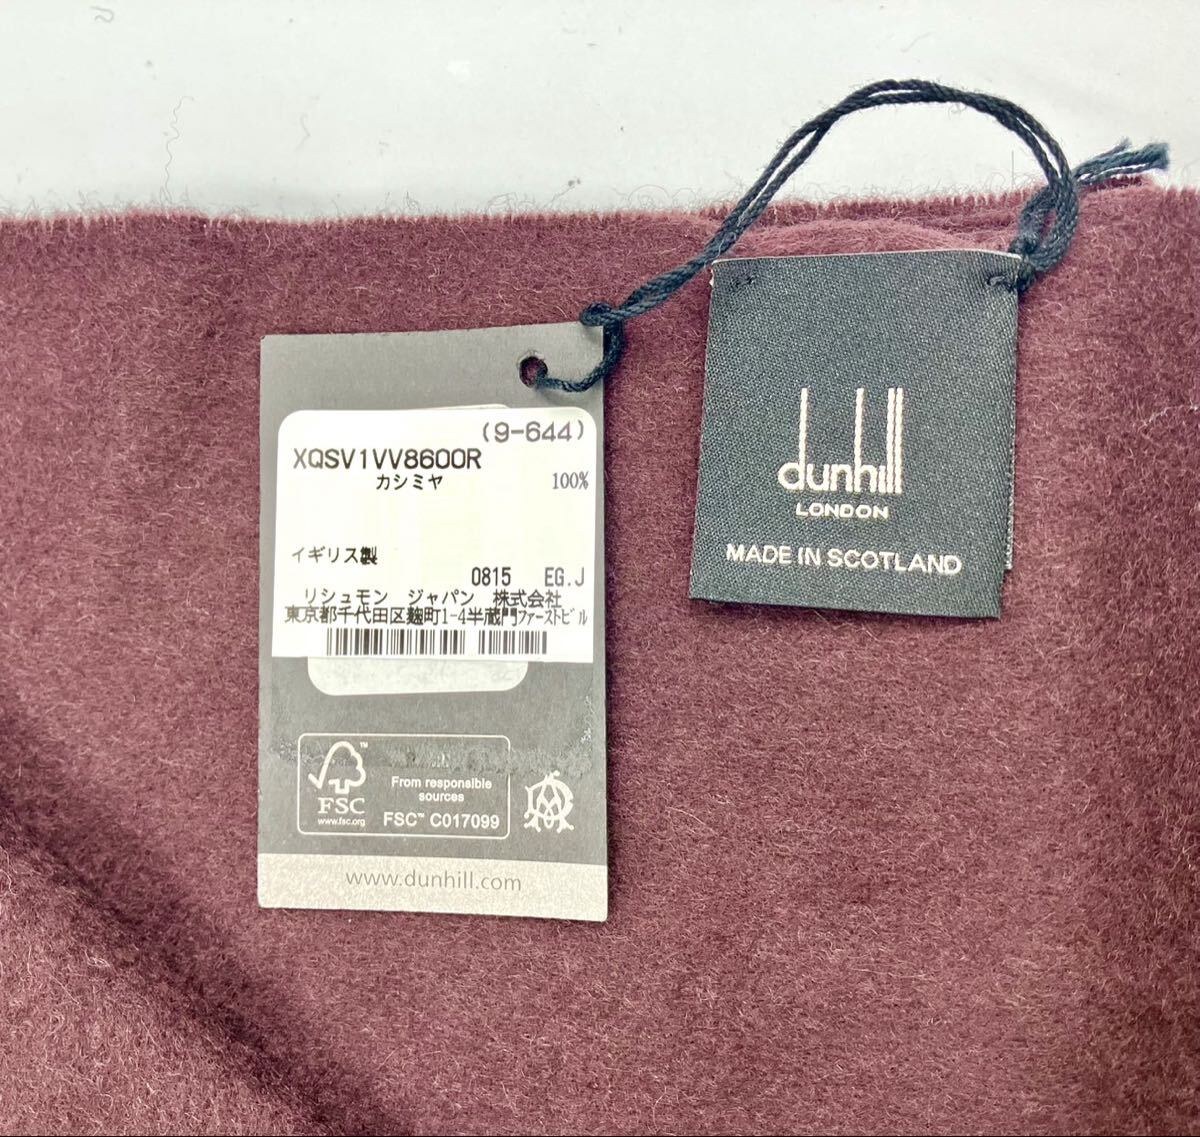 (9-644)
XQSV1VV8600R
カシミヤ 100%
イギリス製
0815 EG.J
リシュモン ジャパン 株式会社
東京都千代田区麹町1-4半蔵門ファーストビル
FSC™
www.fsc.org
From responsible
sources
FSC™ C017099
www.dunhill.com
dunhill
LONDON
MADE IN SCOTLAND